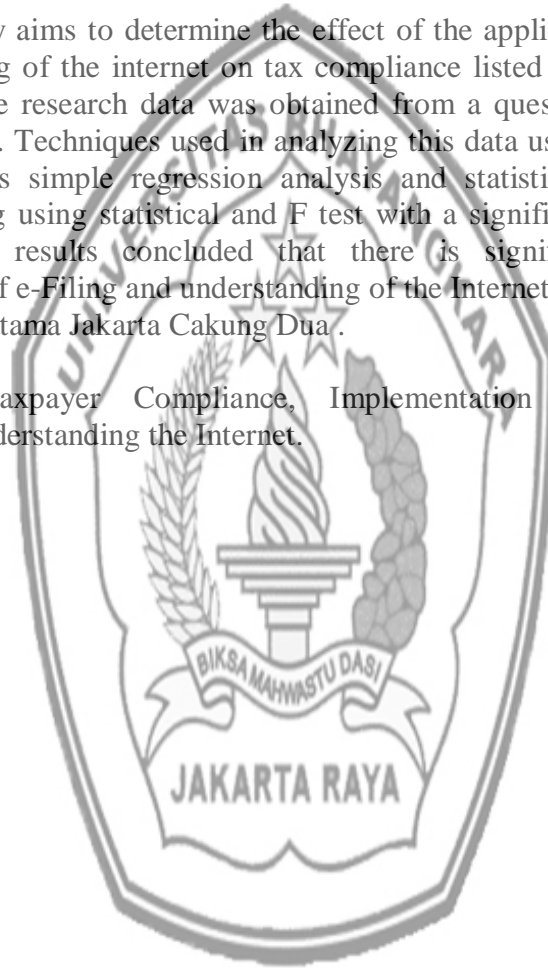 y aims to determine the effect of the appli
g of the internet on tax compliance listed
e research data was obtained from a ques
. Techniques used in analyzing this data us
s simple regression analysis and statisti
g using statistical and F test with a signifi
results concluded that there is signif
f e-Filing and understanding of the Internet
tama Jakarta Cakung Dua .
axpayer Compliance, Implementation
derstanding the Internet.
UNIVERSITAS BHAYANGKARA
BIKSA MAHWASTU DASI
JAKARTA RAYA